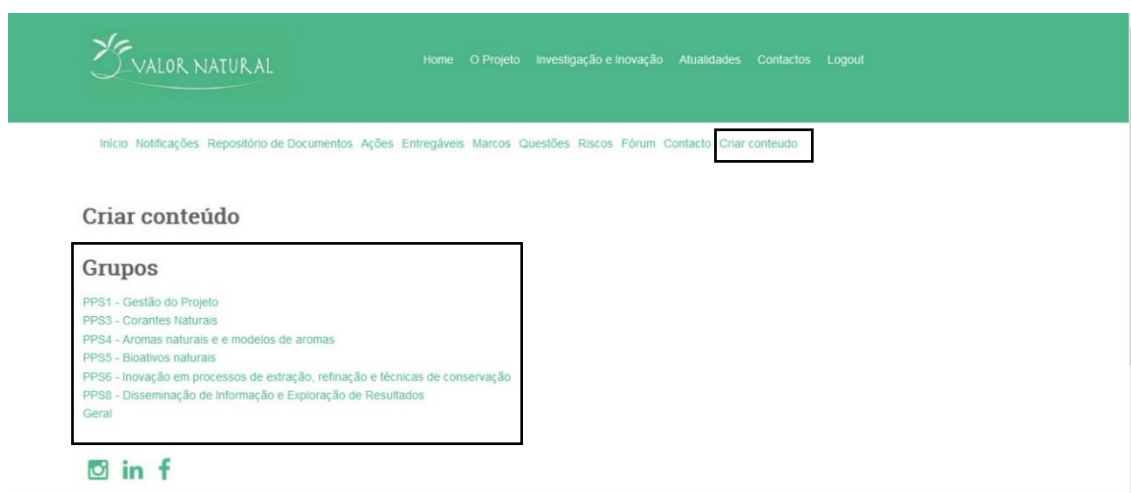 VALOR NATURAL
Home O Projeto Investigação e Inovação Atualidades Contactos Logout
Início Notificações Repositório de Documentos Ações Entregáveis Marcos Questões Riscos Fórum Contacto Criar conteudo
Criar conteúdo
Grupos
PPS1 - Gestão do Projeto
PPS3 - Corantes Naturais
PPS4 - Aromas naturais e e modelos de aromas
PPS5 - Bioativos naturais
PPS6 - Inovação em processos de extração, refinação e técnicas de conservação
PPS8 - Disseminação de Informação e Exploração de Resultados
Geral